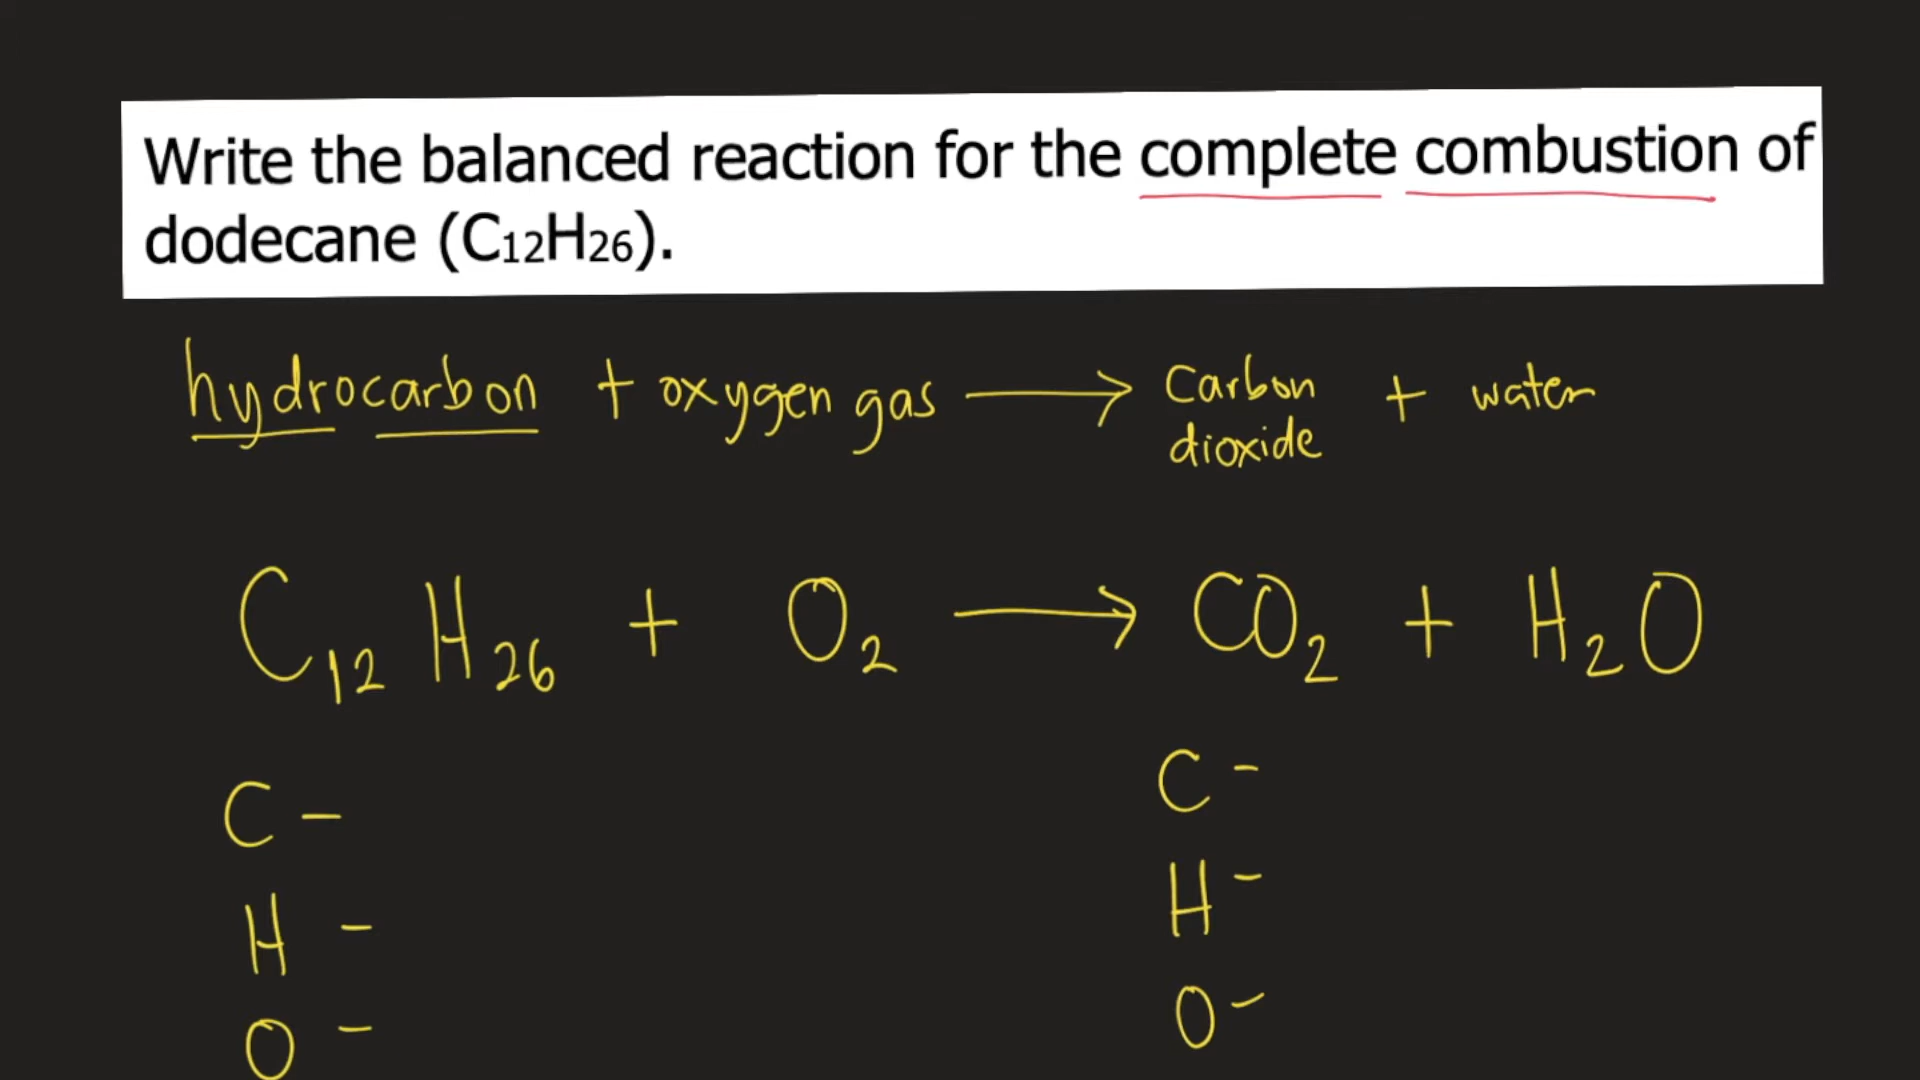 Write the balanced reaction for the complete combustion of
dodecane (C₁₂H₂₆).
hydrocarbon + oxygen gas ⟶ Carbon dioxide + water
C₁₂H₂₆ + O₂ ⟶ CO₂ + H₂O
C –
H –
O –
C –
H –
O –